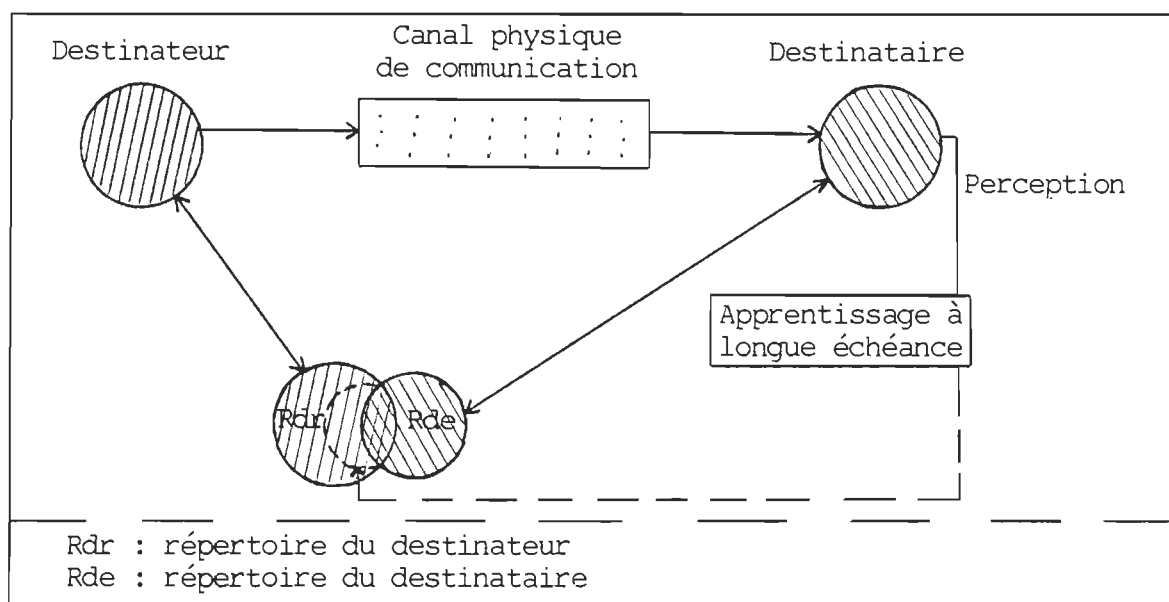 Destinateur
Canal physique
de communication
Destinataire
Perception
Apprentissage à
longue échéance
Rdr
Rde
Rdr : répertoire du destinateur
Rde : répertoire du destinataire